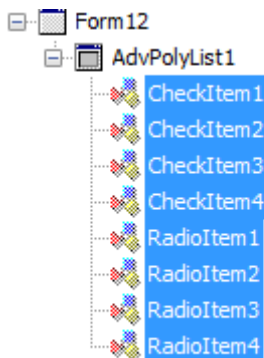 Form12
AdvPolyList1
CheckItem1
CheckItem2
CheckItem3
CheckItem4
RadioItem1
RadioItem2
RadioItem3
RadioItem4